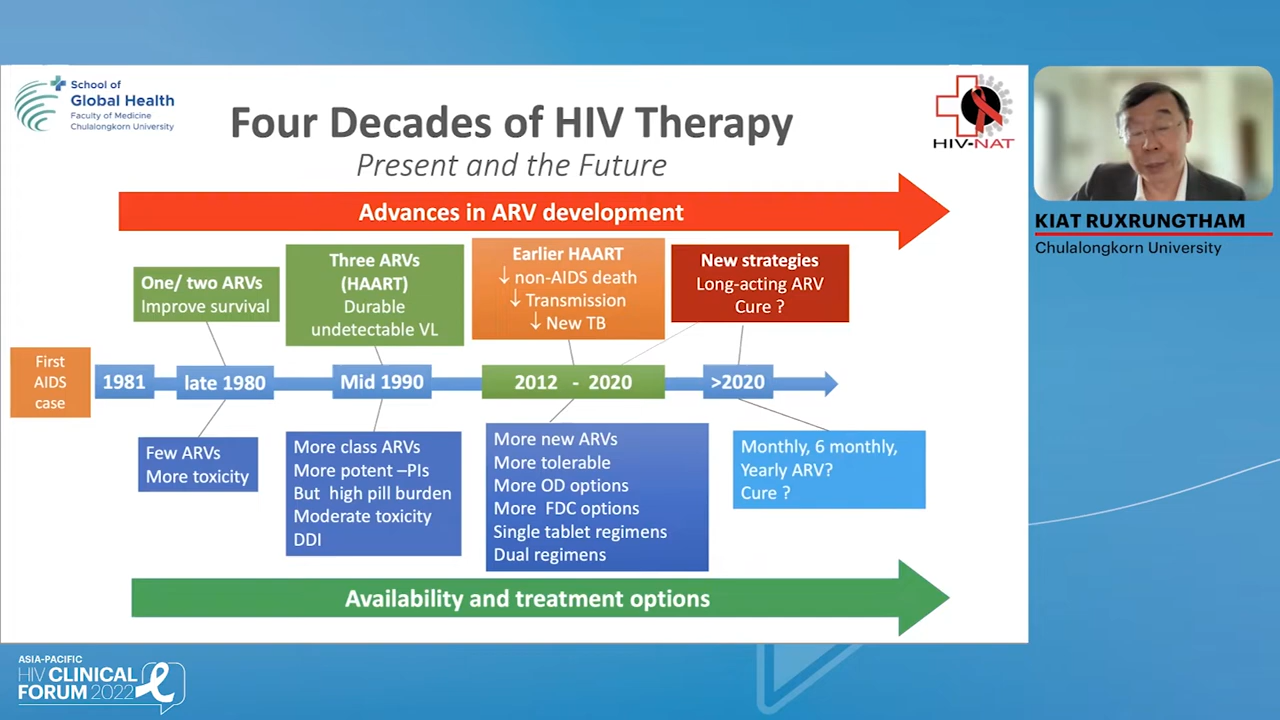 School of
Global Health
Faculty of Medicine
Chulalongkorn University
Four Decades of HIV Therapy
Present and the Future
HIV-NAT
KIAT RUXRUNGTHAM
Chulalongkorn University
Advances in ARV development
One/ two ARVs
Improve survival
Three ARVs
(HAART)
Durable
undetectable VL
Earlier HAART
↓ non-AIDS death
↓ Transmission
↓ New TB
New strategies
Long-acting ARV
Cure ?
First
AIDS
case
1981
late 1980
Mid 1990
2012 - 2020
>2020
Few ARVs
More toxicity
More class ARVs
More potent –PIs
But high pill burden
Moderate toxicity
DDI
More new ARVs
More tolerable
More OD options
More FDC options
Single tablet regimens
Dual regimens
Monthly, 6 monthly,
Yearly ARV?
Cure ?
Availability and treatment options
ASIA-PACIFIC
HIV CLINICAL
FORUM 2022